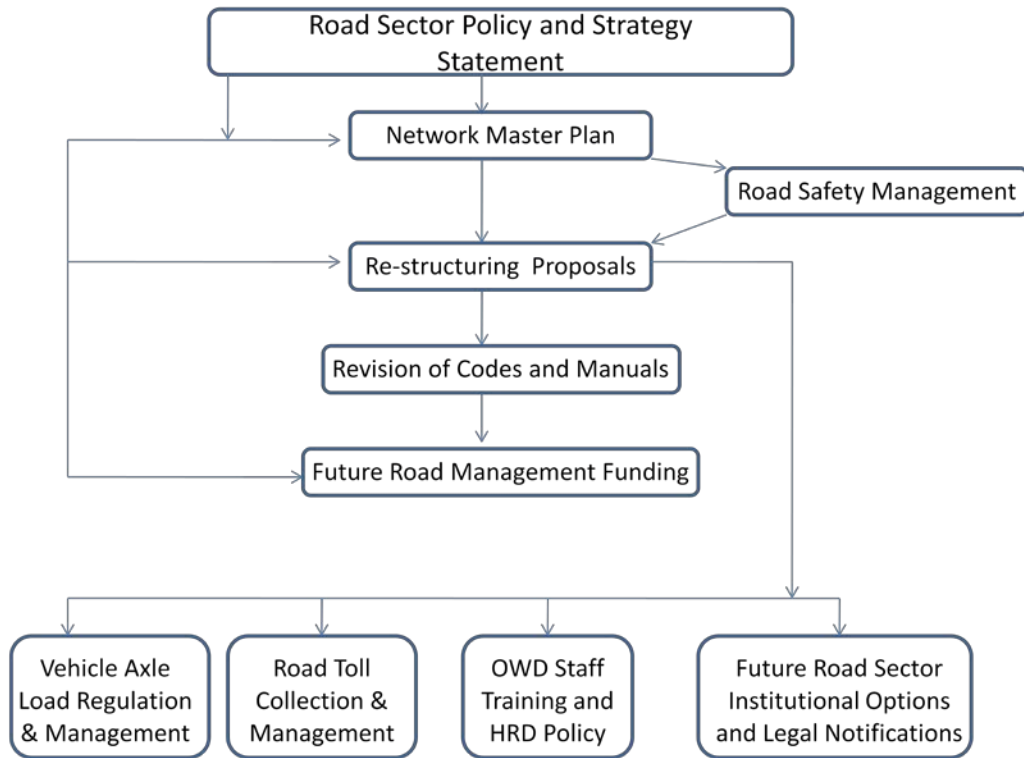 Road Sector Policy and Strategy
Statement
Network Master Plan
Road Safety Management
Re-structuring Proposals
Revision of Codes and Manuals
Future Road Management Funding
Vehicle Axle
Load Regulation
& Management
Road Toll
Collection &
Management
OWD Staff
Training and
HRD Policy
Future Road Sector
Institutional Options
and Legal Notifications